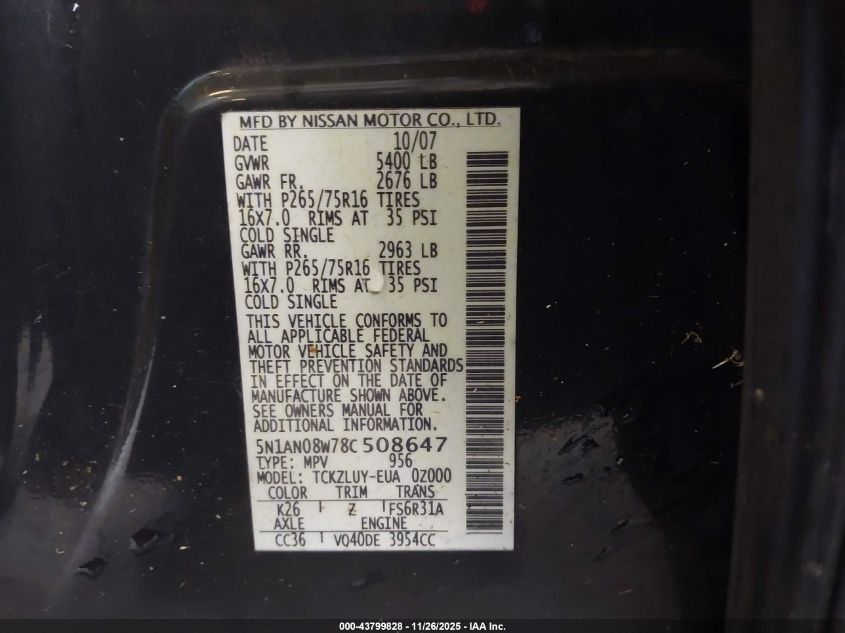 MFD BY NISSAN MOTOR CO., LTD.
DATE 10/07
GVWR 5400 LB
GAWR FR. 2676 LB
WITH P265/75R16 TIRES
16X7.0 RIMS AT 35 PSI
COLD SINGLE
GAWR RR. 2963 LB
WITH P265/75R16 TIRES
16X7.0 RIMS AT 35 PSI
COLD SINGLE
THIS VEHICLE CONFORMS TO
ALL APPLICABLE FEDERAL
MOTOR VEHICLE SAFETY AND
THEFT PREVENTION STANDARDS
IN EFFECT ON THE DATE OF
MANUFACTURE SHOWN ABOVE.
SEE OWNERS MANUAL FOR
ADDITIONAL INFORMATION.
5N1AN08W78C508647
TYPE: MPV 956
MODEL: TCKZLUY-EUA 0Z000
COLOR TRIM TRANS
K26 Z FS6R31A
AXLE ENGINE
CC36 VQ40DE 3954CC
000-43799828 - 11/26/2025 - IAA Inc.